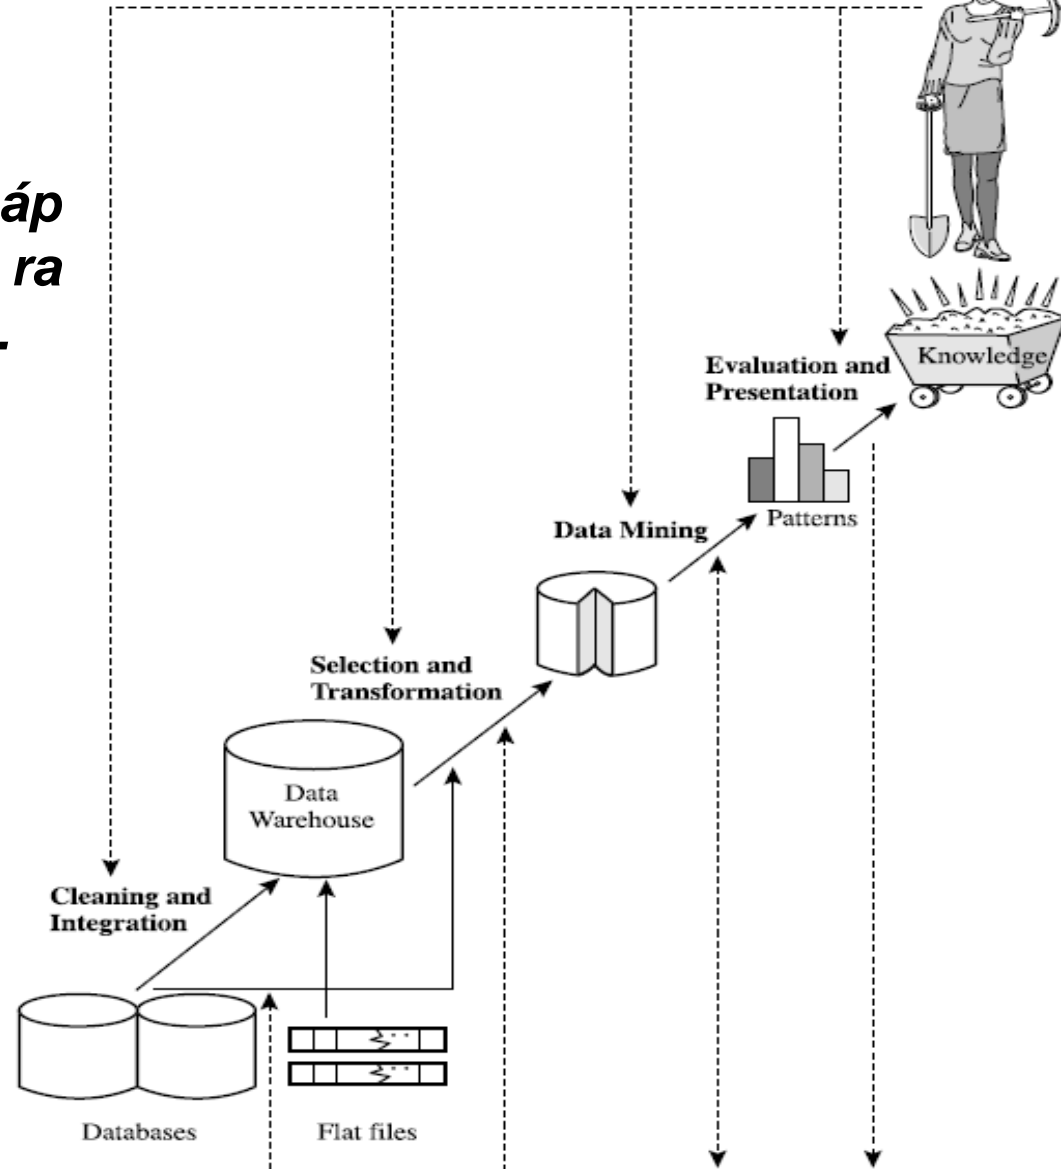 áp
ra
Evaluation and
Presentation
Knowledge
Patterns
Data Mining
Selection and
Transformation
Data
Warehouse
Cleaning and
Integration
Databases
Flat files